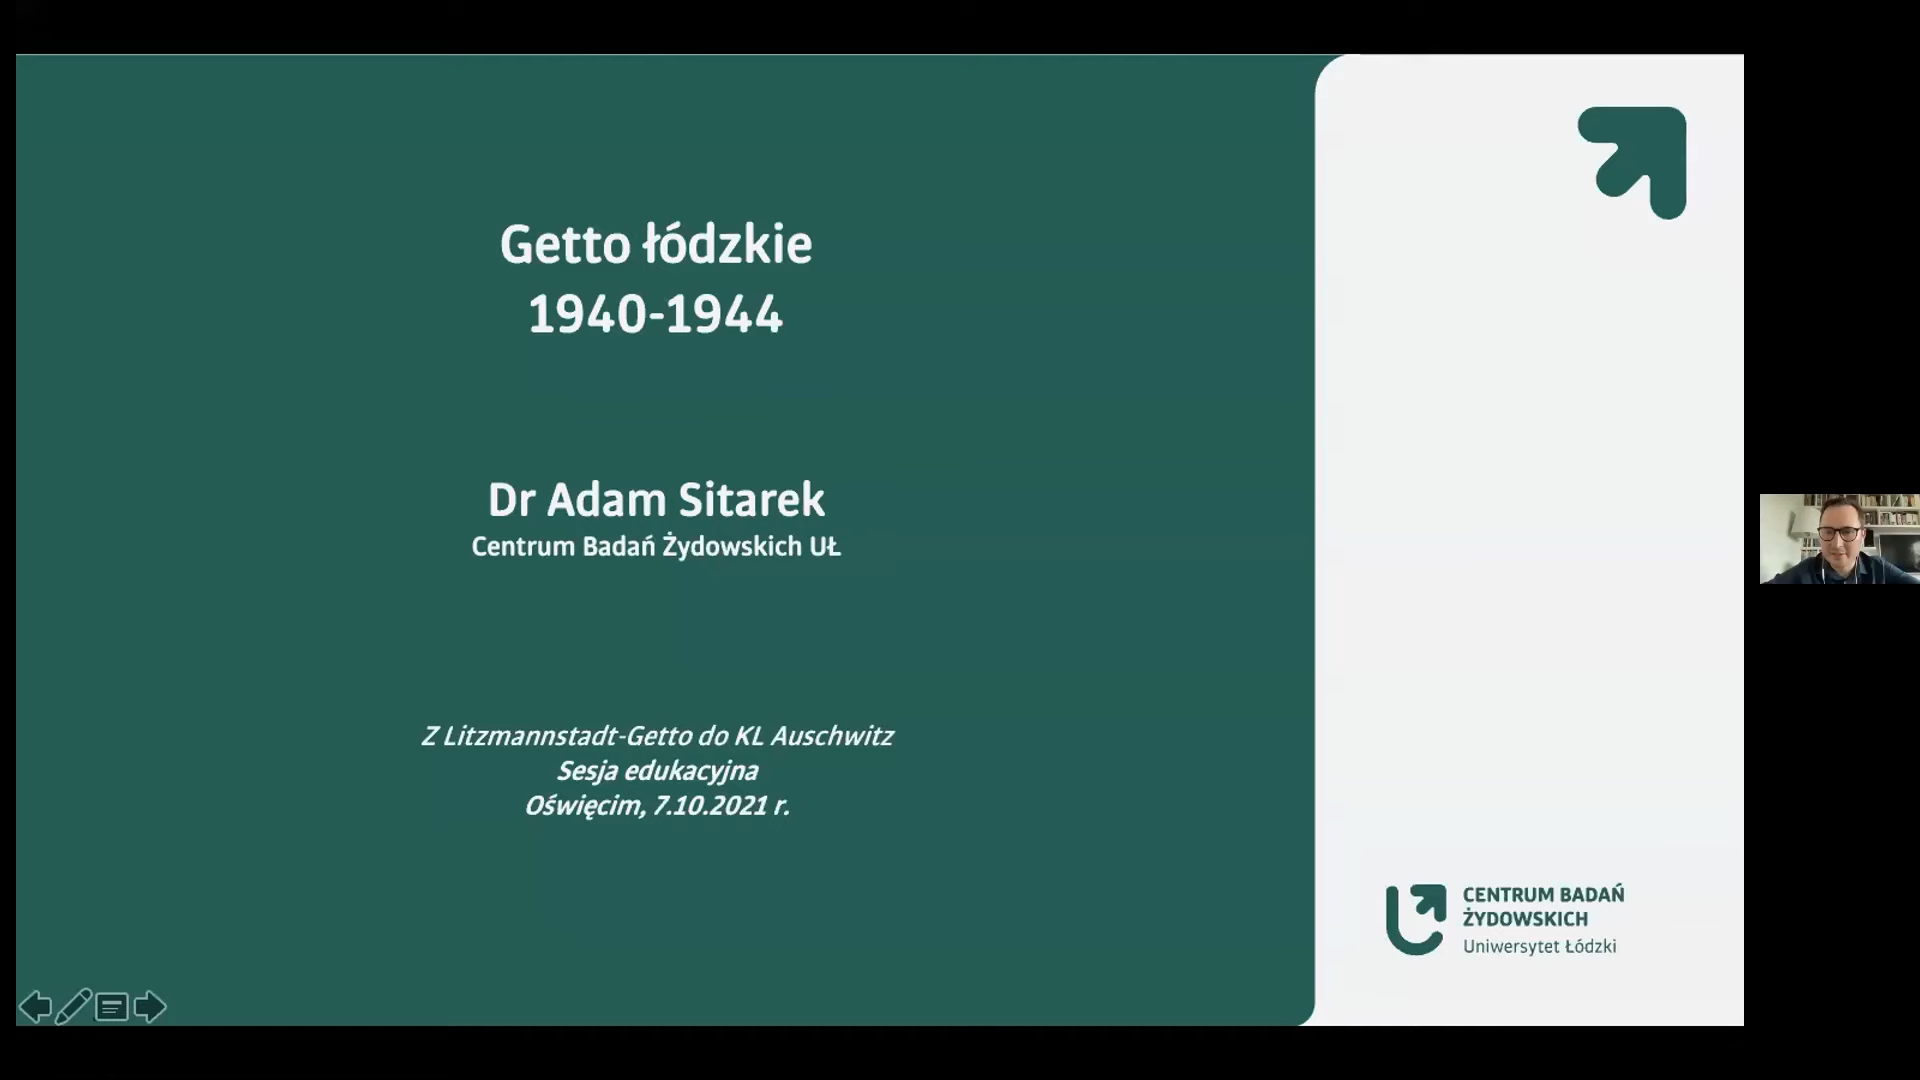 Getto łódzkie
1940-1944
Dr Adam Sitarek
Centrum Badań Żydowskich UŁ
Z Litzmannstadt-Getto do KL Auschwitz
Sesja edukacyjna
Oświęcim, 7.10.2021 r.
CENTRUM BADAŃ
ŻYDOWSKICH
Uniwersytet Łódzki